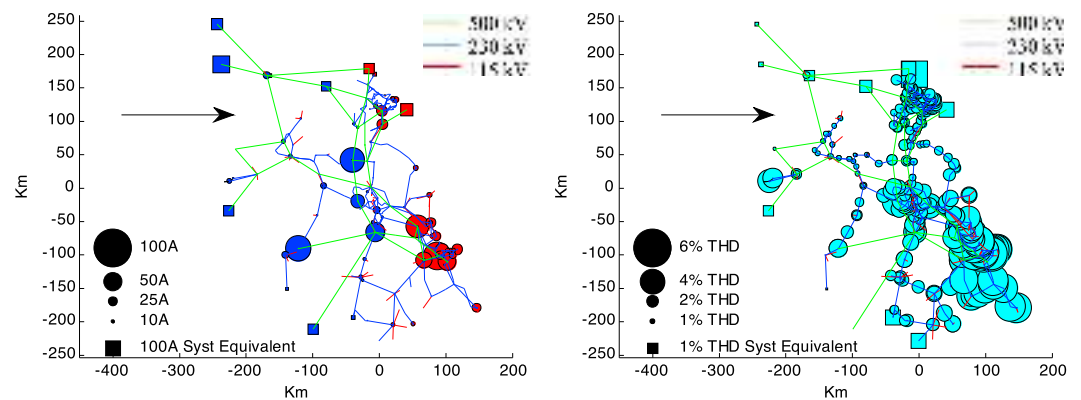 250
200
150
100
50
0
-50
-100
-150
-200
-250
Km
500 kV
230 kV
115 kV
100A
50A
25A
10A
100A Syst Equivalent
-400 -300 -200 -100 0 100 200
Km
250
200
150
100
50
0
-50
-100
-150
-200
-250
Km
500 kV
230 kV
115 kV
6% THD
4% THD
2% THD
1% THD
1% THD Syst Equivalent
-400 -300 -200 -100 0 100 200
Km